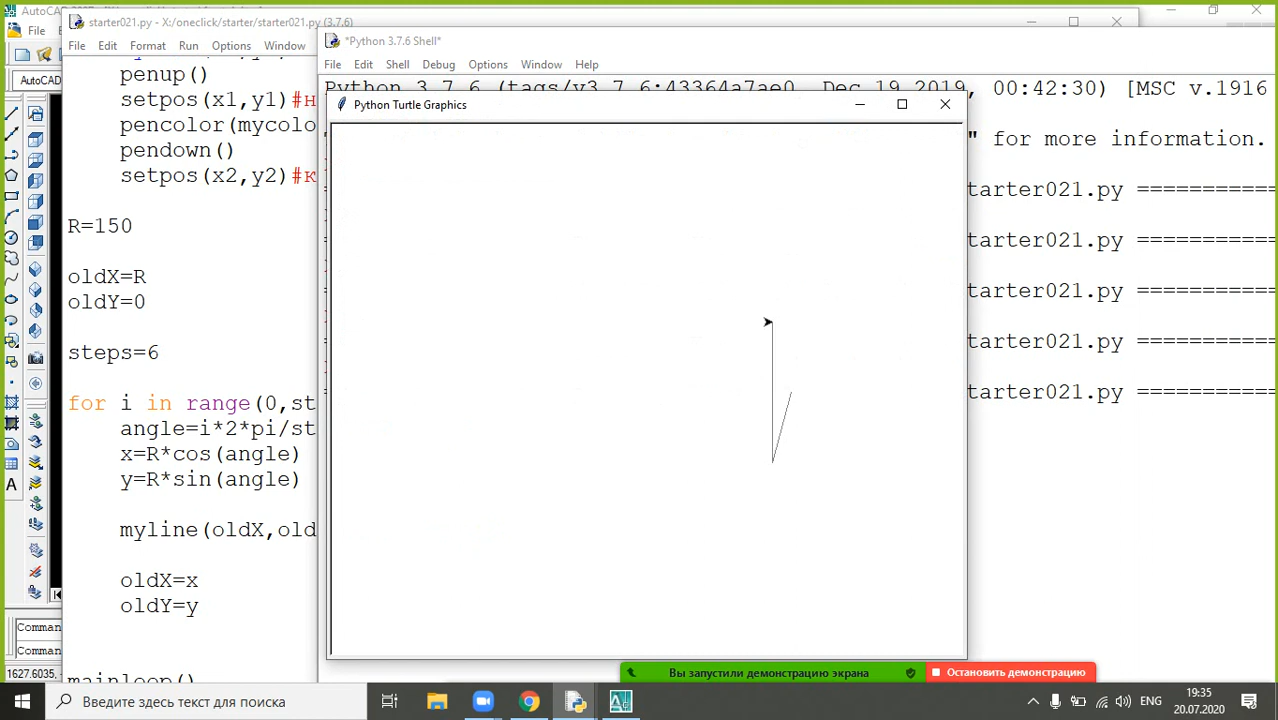 AutoCAD 2007
File
AutoCAD
starter021.py - X:/oneclick/starter/starter021.py (3.7.6)
File Edit Format Run Options Window
penup()
setpos(x1,y1)#н
pencolor(mycolo
pendown()
setpos(x2,y2)#к
R=150
oldX=R
oldY=0
steps=6
for i in range(0,st
angle=i*2*pi/st
x=R*cos(angle)
y=R*sin(angle)
myline(oldX,old
oldX=x
oldY=y
mainloop()
*Python 3.7.6 Shell*
File Edit Shell Debug Options Window Help
Python 3.7.6 (tags/v3.7.6:43364a7ae0, Dec 19 2019, 00:42:30) [MSC v.1916
" for more information.
tarter021.py ===========
tarter021.py ===========
tarter021.py ===========
tarter021.py ===========
tarter021.py ===========
Python Turtle Graphics
A
Comman
Comman
1627.6035,
Вы запустили демонстрацию экрана
Остановить демонстрацию
Введите здесь текст для поиска
ENG
19:35
20.07.2020